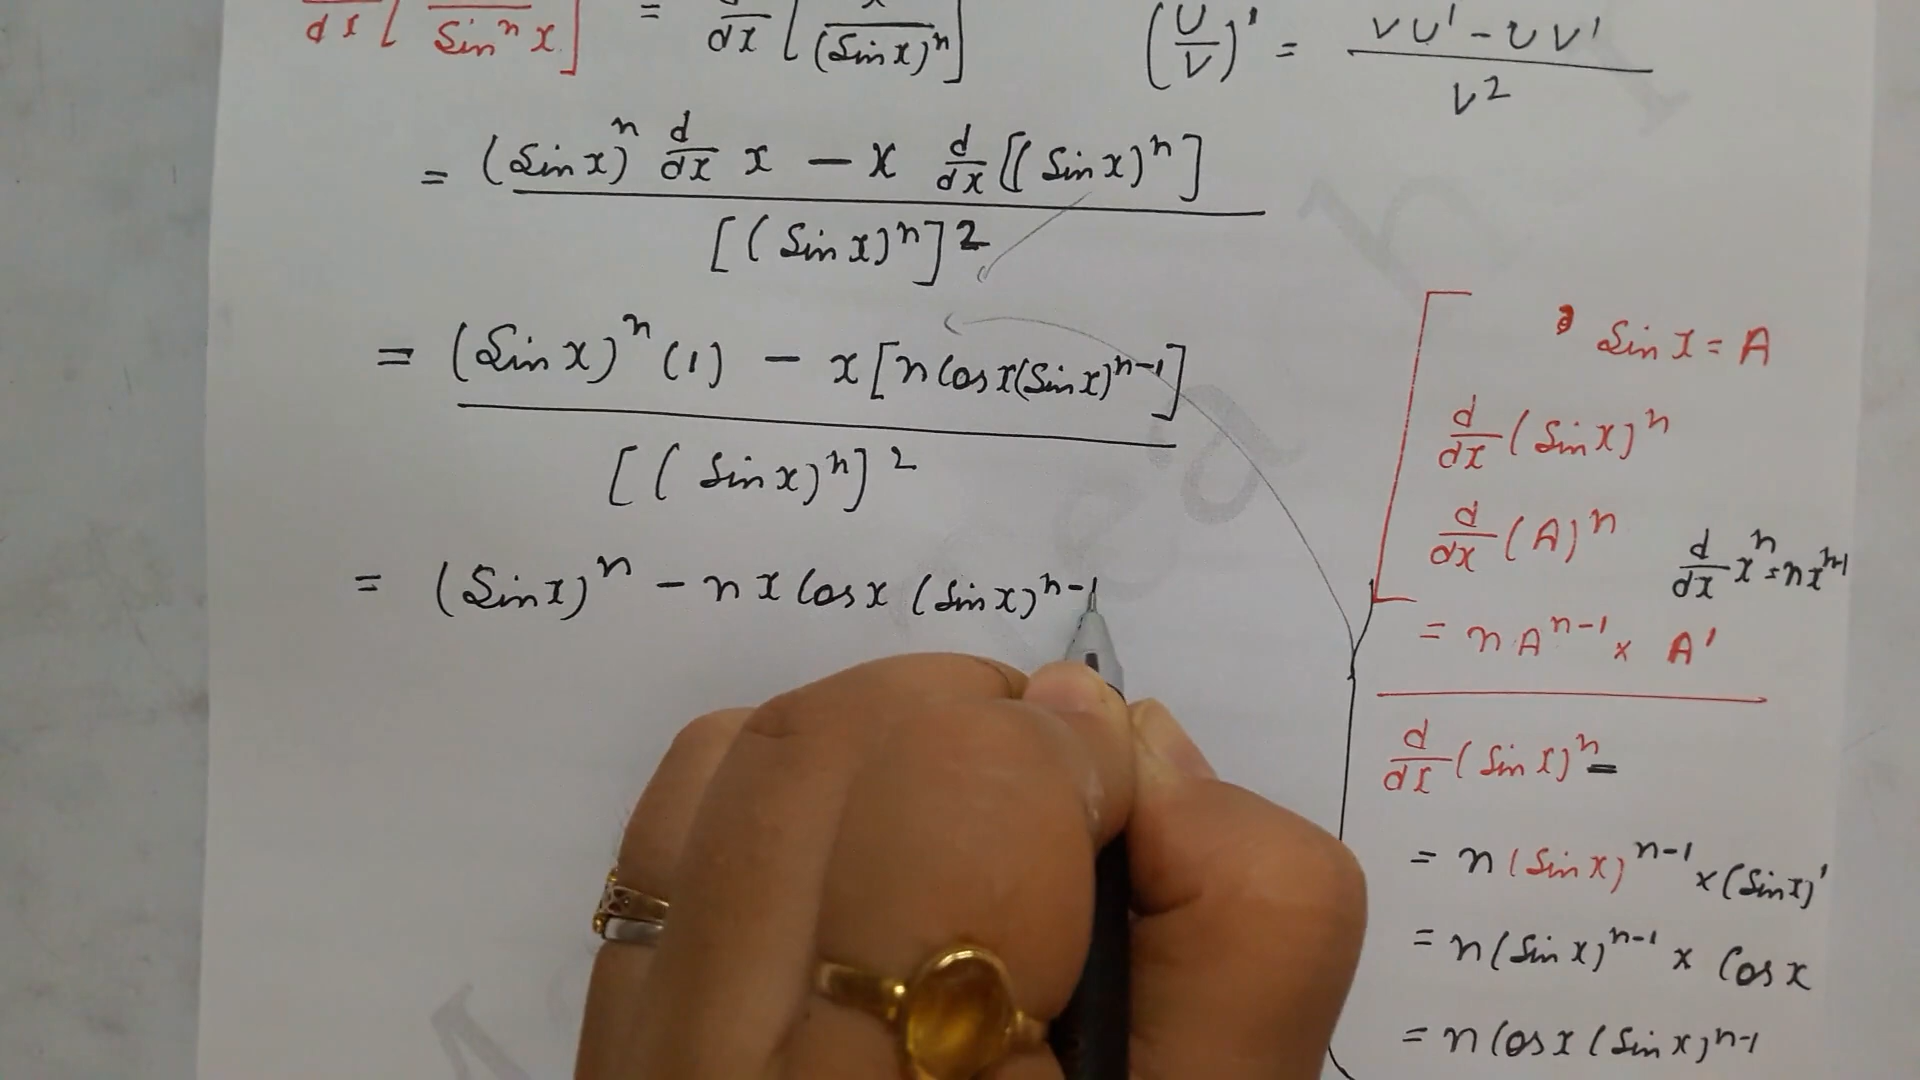 d/dx [ /Sinⁿ x ] = d/dx [ x/(Sin x)ⁿ ]
(U/V)' = VU' - UV' / V²
= (Sin x)ⁿ d/dx x - x d/dx [(Sin x)ⁿ] / [(Sin x)ⁿ]²
= (Sin x)ⁿ (1) - x [n Cos x (Sin x)ⁿ⁻¹] / [(Sin x)ⁿ]²
= (Sin x)ⁿ - n x Cos x (Sin x)ⁿ⁻¹
Sin x = A
d/dx (Sin x)ⁿ
d/dx (A)ⁿ
d/dx xⁿ = nxⁿ⁻¹
= n Aⁿ⁻¹ × A'
d/dx (Sin x)ⁿ =
= n (Sin x)ⁿ⁻¹ × (Sin x)'
= n (Sin x)ⁿ⁻¹ × Cos x
= n Cos x (Sin x)ⁿ⁻¹